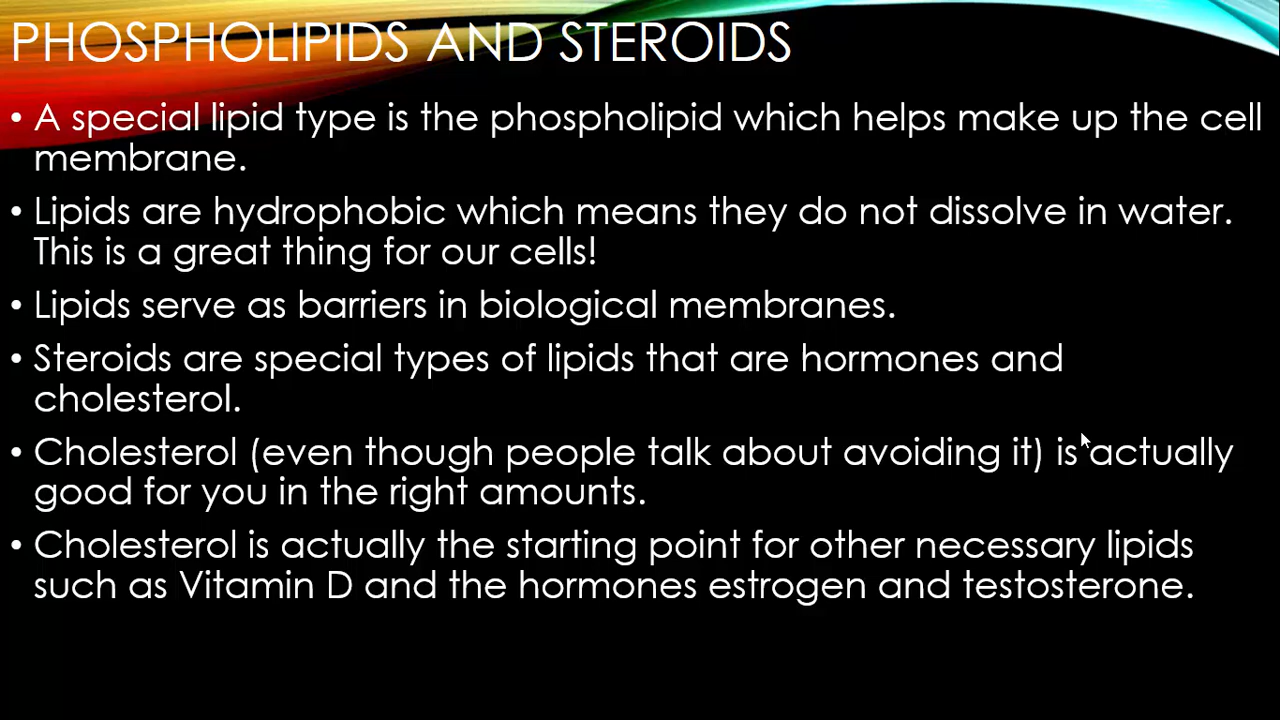 PHOSPHOLIPIDS AND STEROIDS
• A special lipid type is the phospholipid which helps make up the cell
membrane.
• Lipids are hydrophobic which means they do not dissolve in water.
This is a great thing for our cells!
• Lipids serve as barriers in biological membranes.
• Steroids are special types of lipids that are hormones and
cholesterol.
• Cholesterol (even though people talk about avoiding it) is actually
good for you in the right amounts.
• Cholesterol is actually the starting point for other necessary lipids
such as Vitamin D and the hormones estrogen and testosterone.